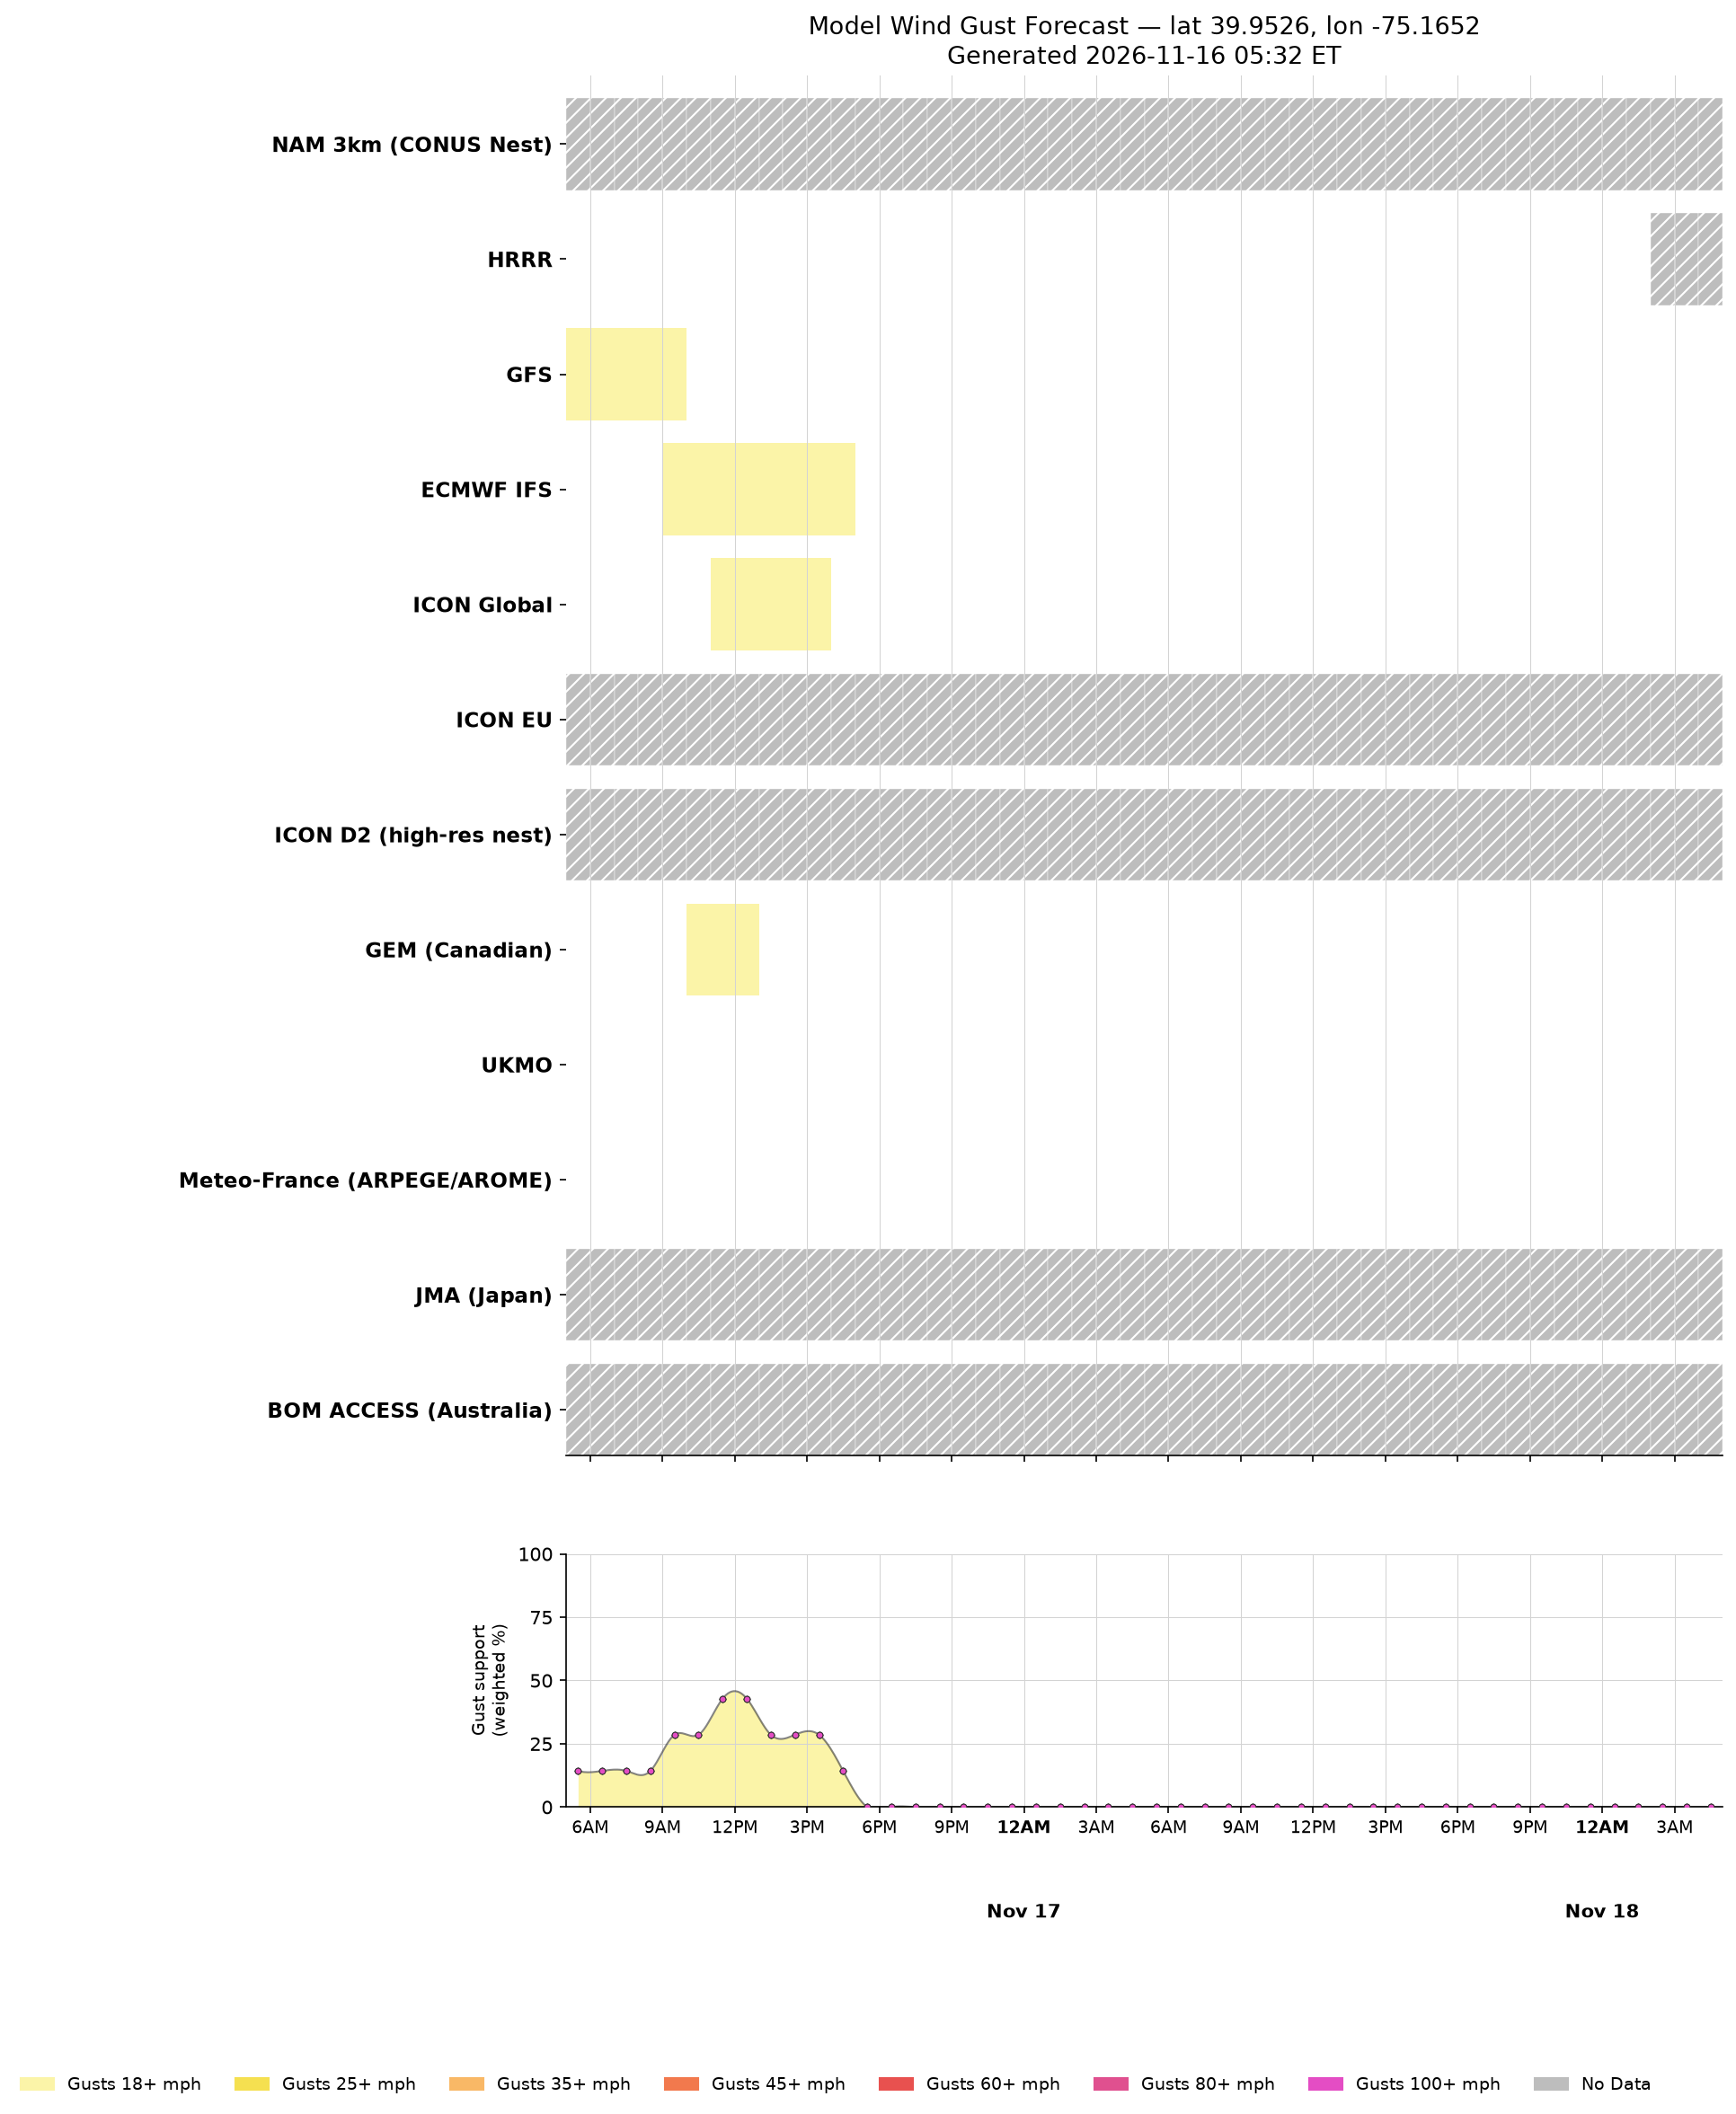 Model Wind Gust Forecast — lat 39.9526, lon -75.1652
Generated 2026-11-16 05:32 ET
NAM 3km (CONUS Nest)
HRRR
GFS
ECMWF IFS
ICON Global
ICON EU
ICON D2 (high-res nest)
GEM (Canadian)
UKMO
Meteo-France (ARPEGE/AROME)
JMA (Japan)
BOM ACCESS (Australia)
Gust support
(weighted %)
100
75
50
25
0
6AM 9AM 12PM 3PM 6PM 9PM 12AM 3AM 6AM 9AM 12PM 3PM 6PM 9PM 12AM 3AM
Nov 17 Nov 18
Gusts 18+ mph Gusts 25+ mph Gusts 35+ mph Gusts 45+ mph Gusts 60+ mph Gusts 80+ mph Gusts 100+ mph No Data